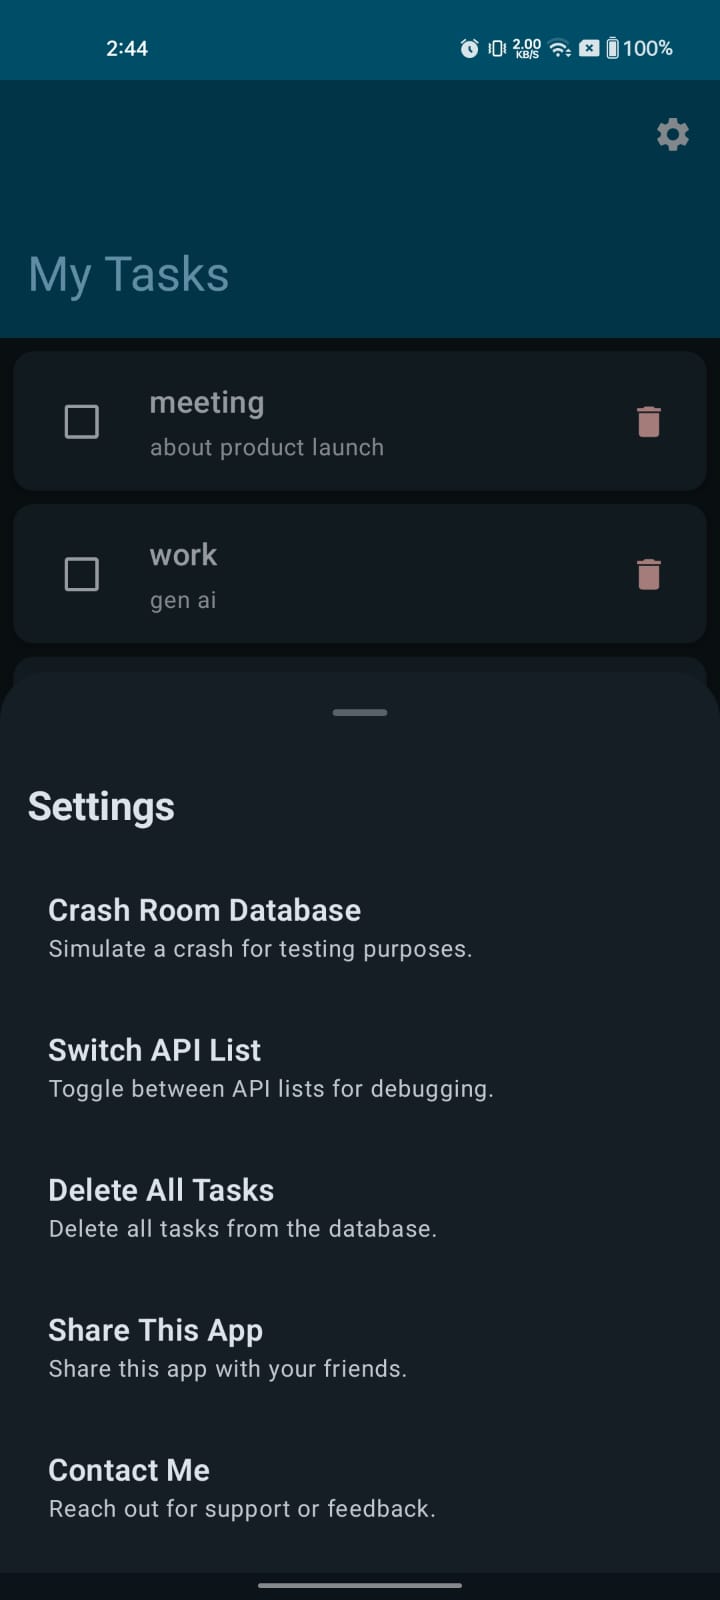 2:44
2.00
KB/S
100%
My Tasks
meeting
about product launch
work
gen ai
Settings
Crash Room Database
Simulate a crash for testing purposes.
Switch API List
Toggle between API lists for debugging.
Delete All Tasks
Delete all tasks from the database.
Share This App
Share this app with your friends.
Contact Me
Reach out for support or feedback.